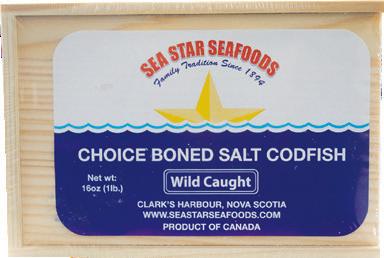 SEA STAR SEAFOODS
Family Tradition Since 1894
CHOICE BONED SALT CODFISH
Net wt:
16oz (1lb.)
Wild Caught
CLARK'S HARBOUR, NOVA SCOTIA
WWW.SEASTARSEAFOODS.COM
PRODUCT OF CANADA